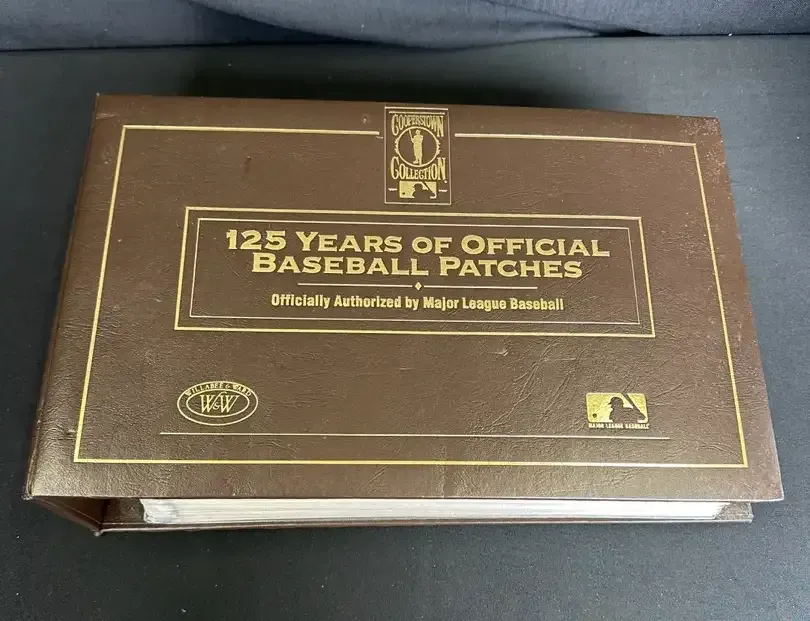 COOPERSTOWN
COLLECTION
125 YEARS OF OFFICIAL
BASEBALL PATCHES
Officially Authorized by Major League Baseball
WILLABEE & WARD
W&W
MAJOR LEAGUE BASEBALL